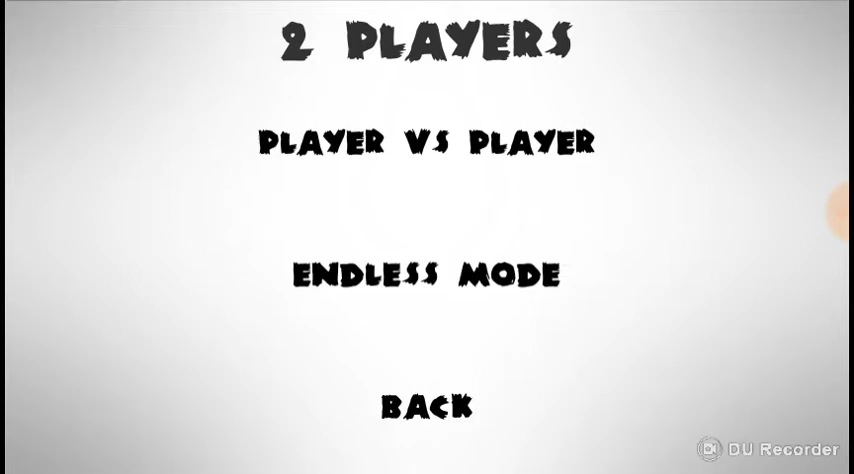 2 PLAYERS
PLAYER VS PLAYER
ENDLESS MODE
BACK
DU Recorder